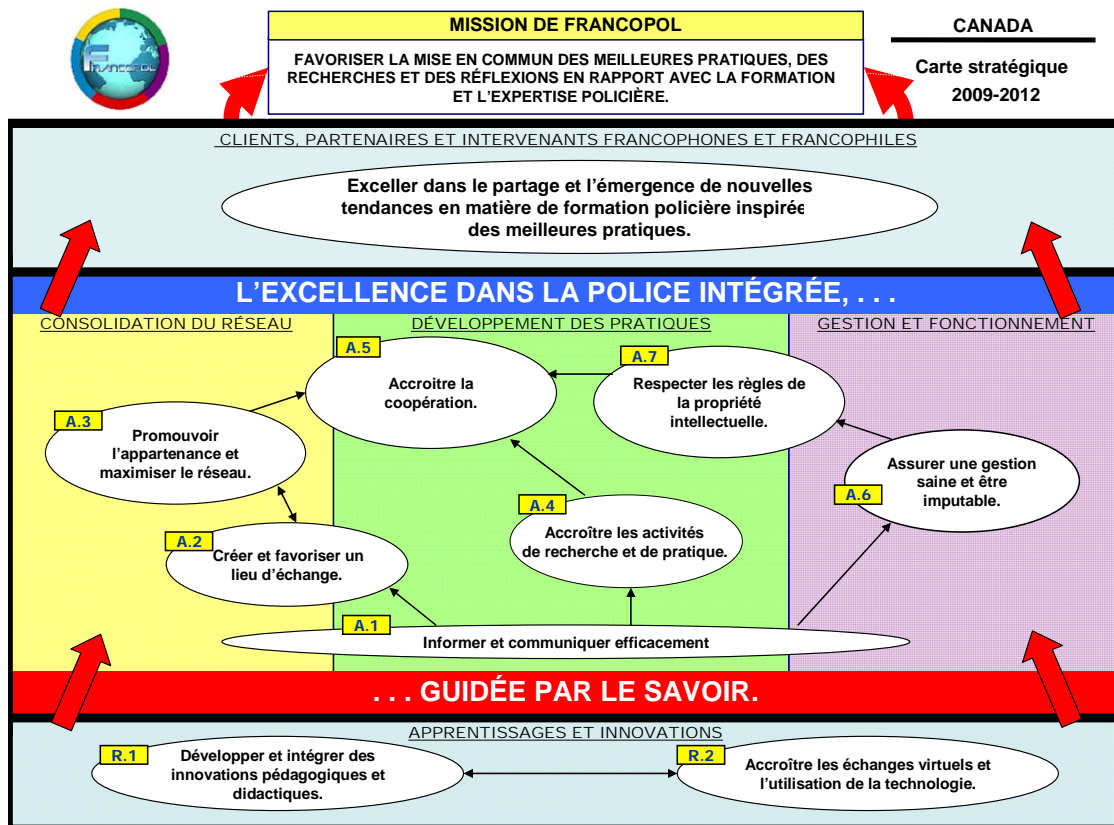 FRANCOPOL
MISSION DE FRANCOPOL
FAVORISER LA MISE EN COMMUN DES MEILLEURES PRATIQUES, DES
RECHERCHES ET DES RÉFLEXIONS EN RAPPORT AVEC LA FORMATION
ET L'EXPERTISE POLICIÈRE.
CANADA
Carte stratégique
2009-2012
CLIENTS, PARTENAIRES ET INTERVENANTS FRANCOPHONES ET FRANCOPHILES
Exceller dans le partage et l'émergence de nouvelles
tendances en matière de formation policière inspirée
des meilleures pratiques.
L'EXCELLENCE DANS LA POLICE INTÉGRÉE, . . .
CONSOLIDATION DU RÉSEAU
DÉVELOPPEMENT DES PRATIQUES
GESTION ET FONCTIONNEMENT
A.5
Accroitre la
coopération.
A.7
Respecter les règles de
la propriété
intellectuelle.
A.3
Promouvoir
l'appartenance et
maximiser le réseau.
A.6
Assurer une gestion
saine et être
imputable.
A.4
Accroître les activités
de recherche et de pratique.
A.2
Créer et favoriser un
lieu d'échange.
A.1
Informer et communiquer efficacement
. . . GUIDÉE PAR LE SAVOIR.
APPRENTISSAGES ET INNOVATIONS
R.1
Développer et intégrer des
innovations pédagogiques et
didactiques.
R.2
Accroître les échanges virtuels et
l'utilisation de la technologie.